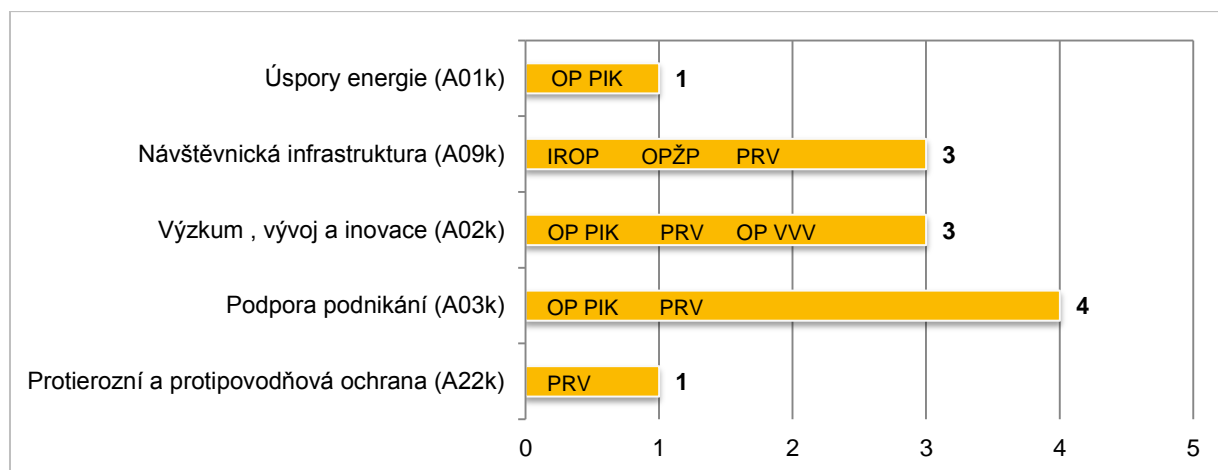 Úspory energie (A01k) OP PIK 1
Návštěvnická infrastruktura (A09k) IROP OPŽP PRV 3
Výzkum , vývoj a inovace (A02k) OP PIK PRV OP VVV 3
Podpora podnikání (A03k) OP PIK PRV 4
Protierozní a protipovodňová ochrana (A22k) PRV 1
0 1 2 3 4 5